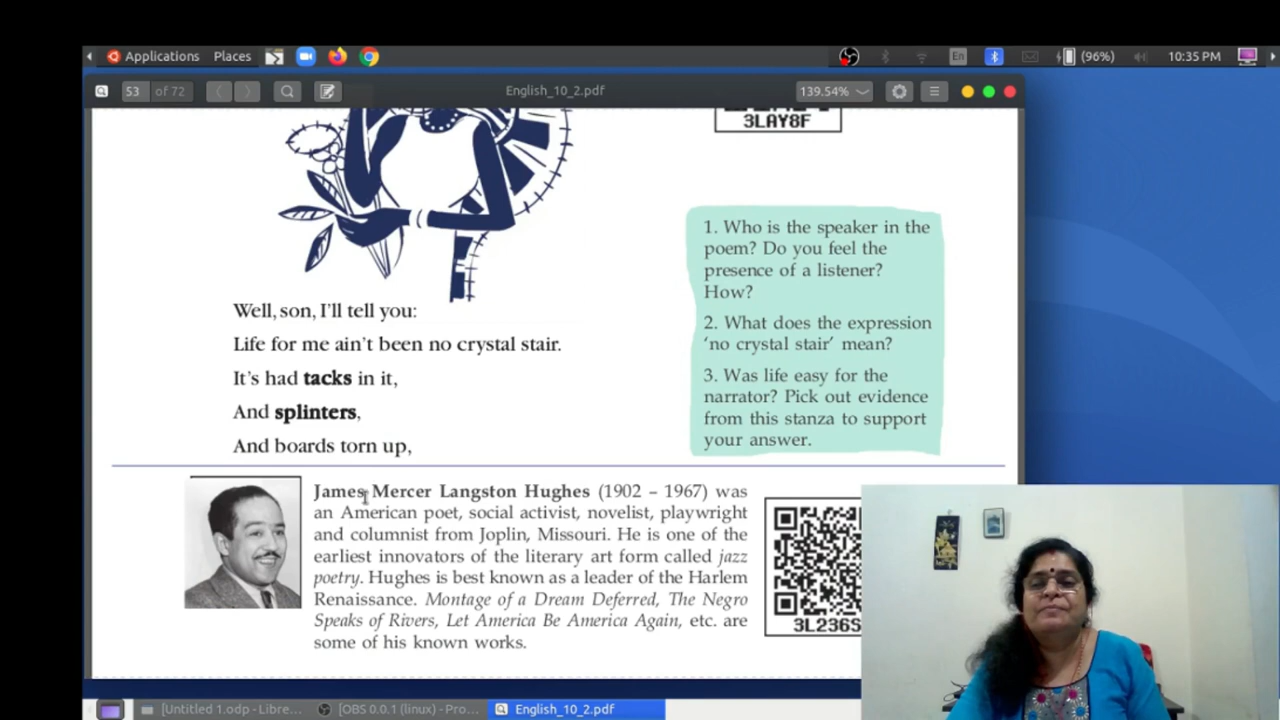 Applications Places En (96%) 10:35 PM
53 of 72 English_10_2.pdf 139.54%
3LAY8F
1. Who is the speaker in the
poem? Do you feel the
presence of a listener?
How?
2. What does the expression
‘no crystal stair’ mean?
3. Was life easy for the
narrator? Pick out evidence
from this stanza to support
your answer.
Well, son, I’ll tell you:
Life for me ain’t been no crystal stair.
It’s had tacks in it,
And splinters,
And boards torn up,
James Mercer Langston Hughes (1902 – 1967) was
an American poet, social activist, novelist, playwright
and columnist from Joplin, Missouri. He is one of the
earliest innovators of the literary art form called jazz
poetry. Hughes is best known as a leader of the Harlem
Renaissance. Montage of a Dream Deferred, The Negro
Speaks of Rivers, Let America Be America Again, etc. are
some of his known works.
3L236S
[Untitled 1.odp - Libre... [OBS 0.0.1 (linux) - Pro... English_10_2.pdf